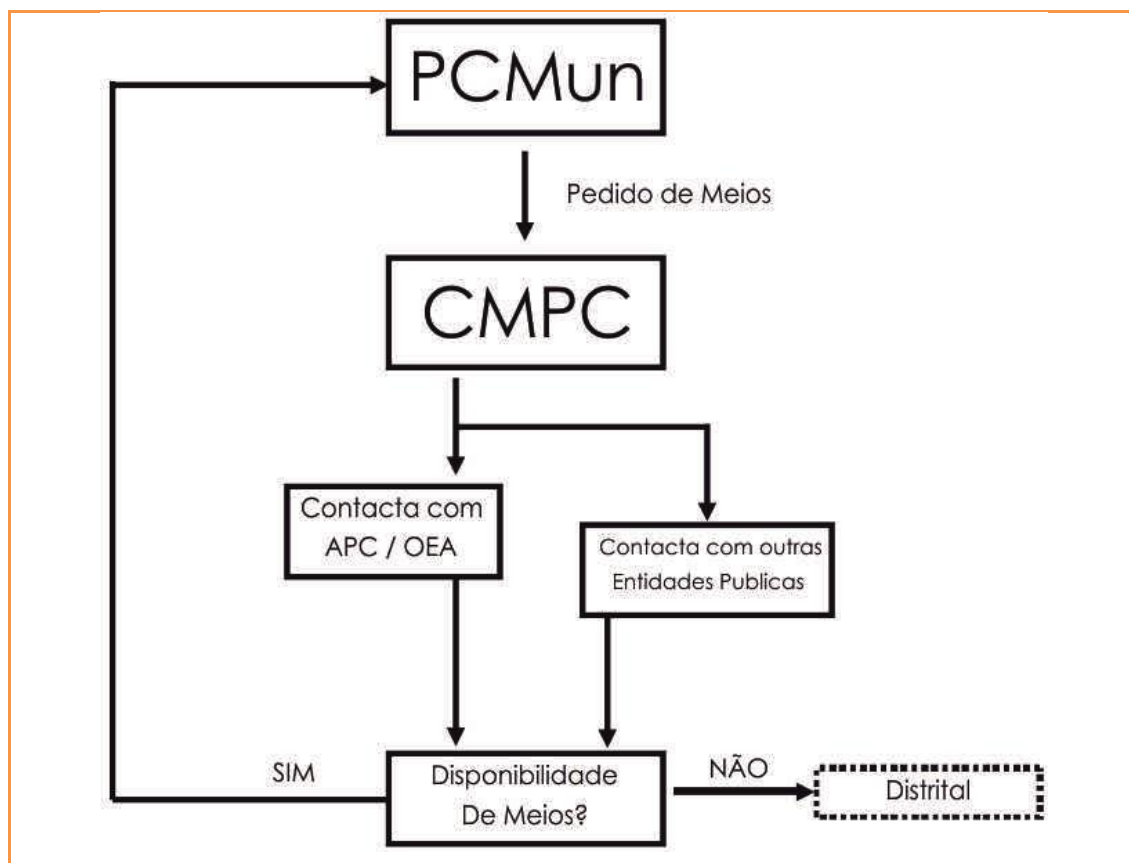 PCMun
Pedido de Meios
CMPC
Contacta com
APC / OEA
Contacta com outras
Entidades Publicas
SIM
Disponibilidade
De Meios?
NÃO
Distrital